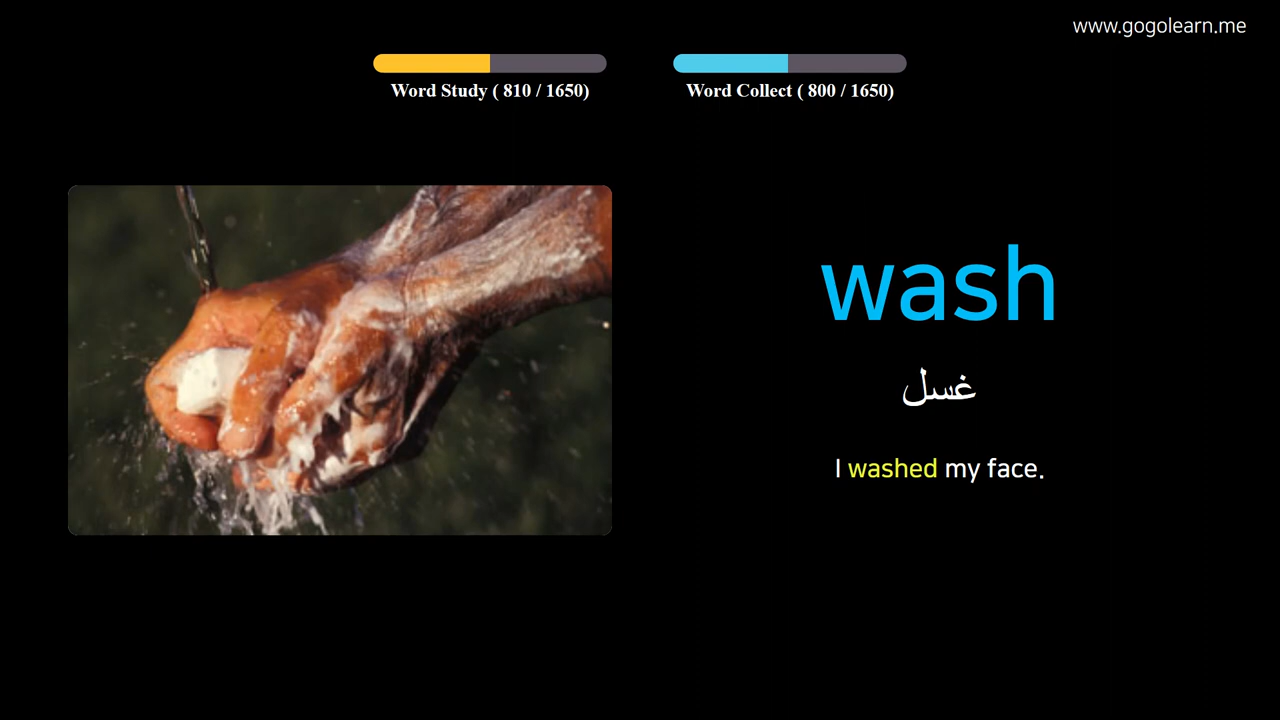 www.gogolearn.me
Word Study ( 810 / 1650)
Word Collect ( 800 / 1650)
wash
غسل
I washed my face.